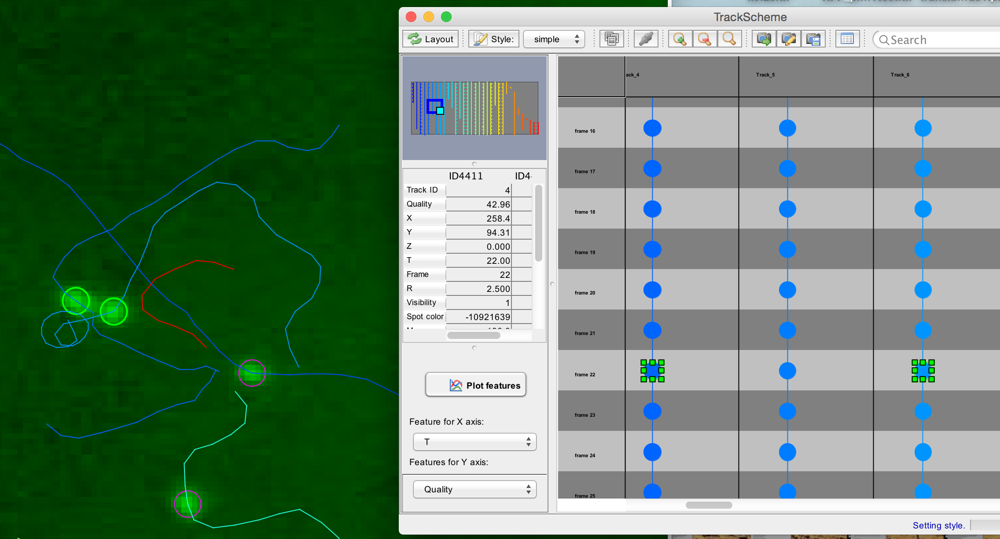 TrackScheme
Layout
Style:
simple
Search
ack_4
Track_5
Track_6
ID4411
ID4
Track ID 4
Quality 42.96
X 258.4
Y 94.31
Z 0.000
T 22.00
Frame 22
R 2.500
Visibility 1
Spot color -10921639
Plot features
Feature for X axis:
T
Features for Y axis:
Quality
frame 16
frame 17
frame 18
frame 19
frame 20
frame 21
frame 22
frame 23
frame 24
frame 25
Setting style.